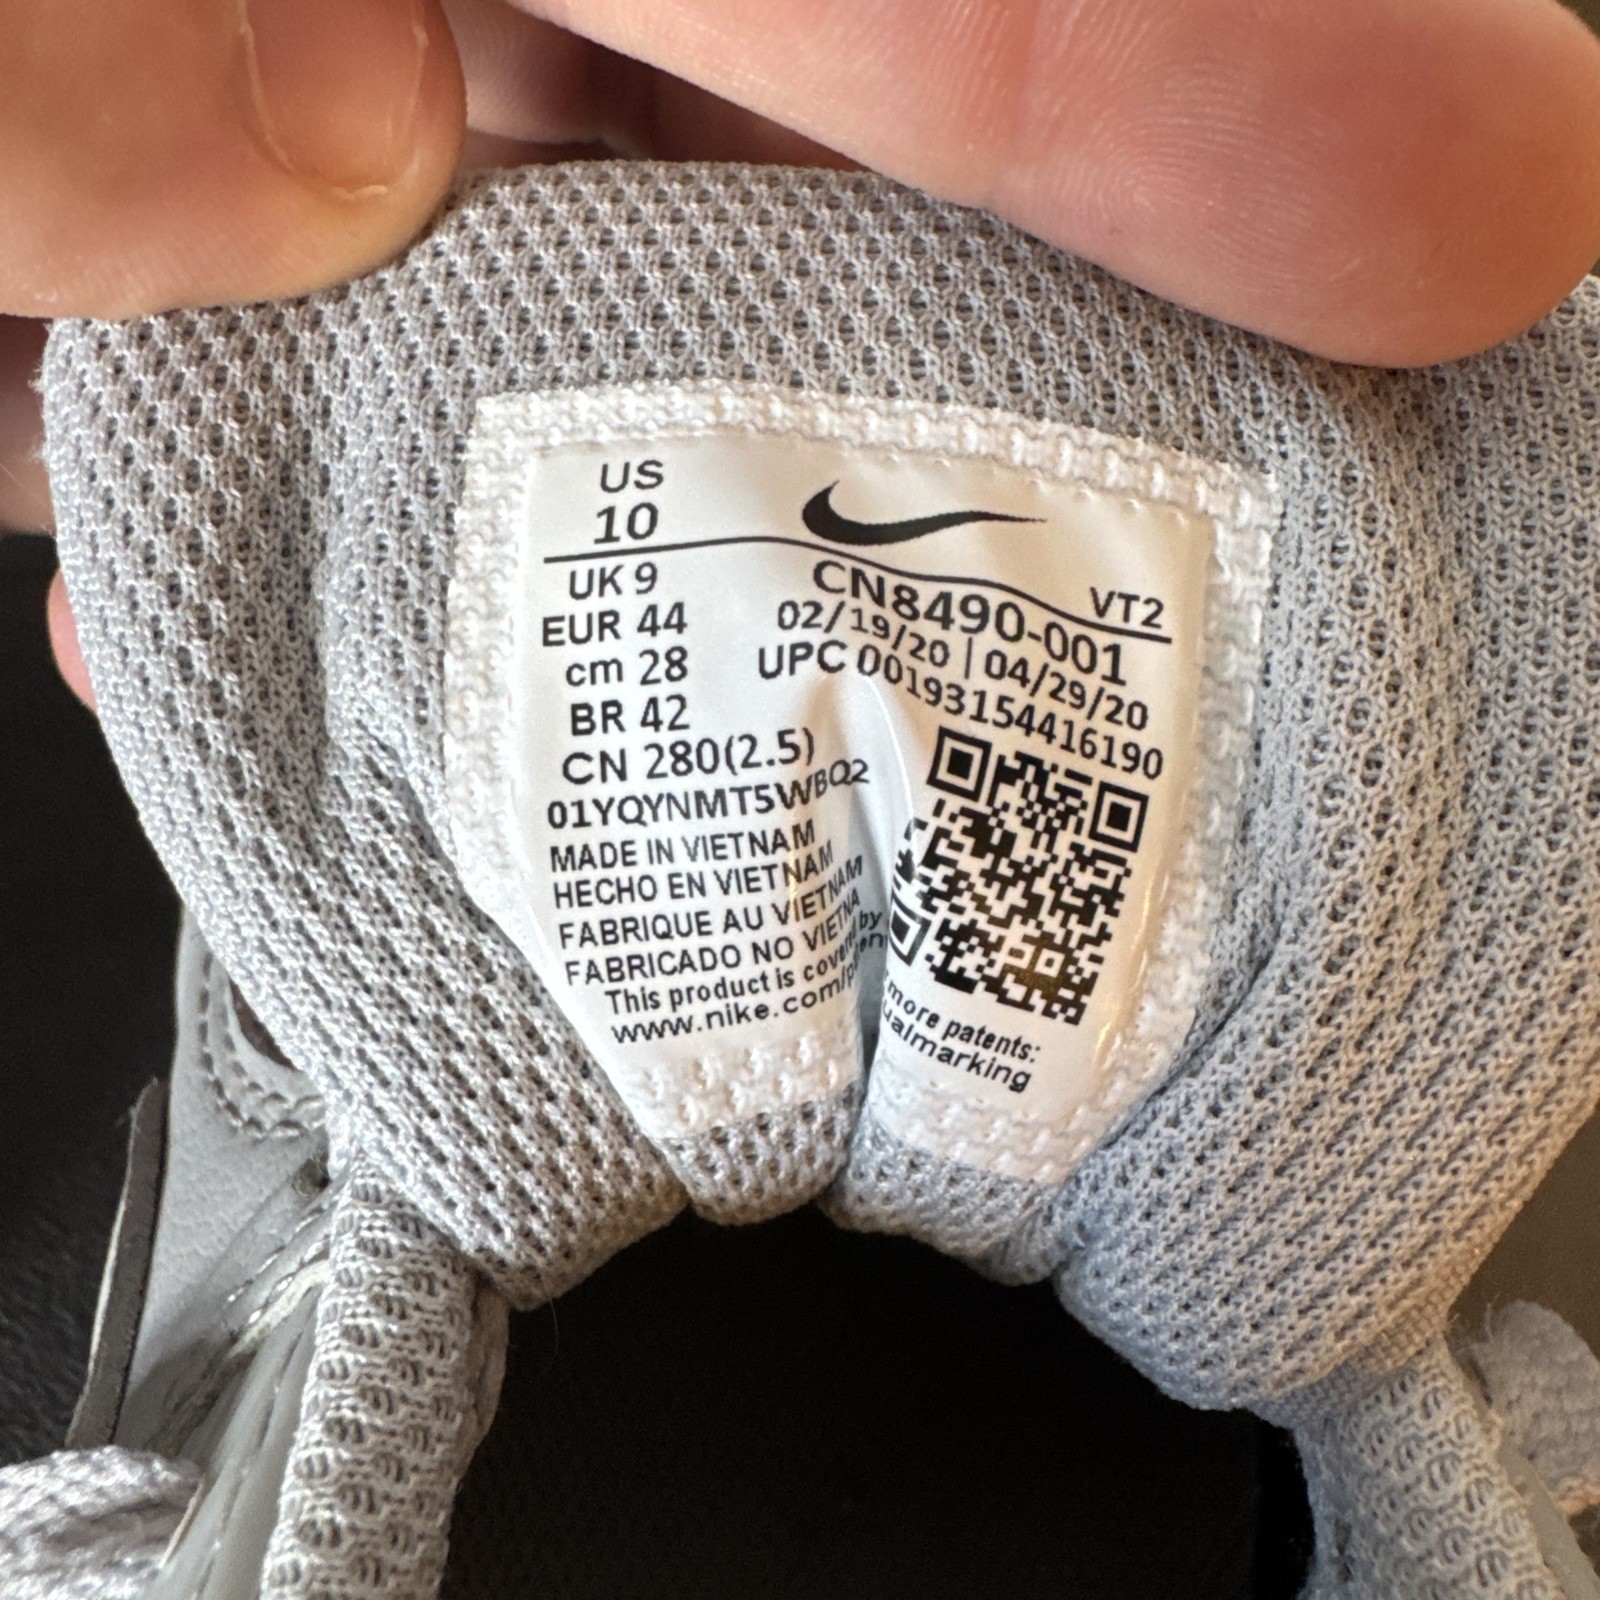 US
10
UK 9
EUR 44
cm 28
BR 42
CN 280(2.5)
01YQYNMT5WBQ2
MADE IN VIETNAM
HECHO EN VIETNAM
FABRIQUE AU VIETNAM
FABRICADO NO VIETNA
This product is covered by
www.nike.com/p
VT2
CN8490-001
02/19/20 | 04/29/20
UPC 00193154416190
more patents:
ualmarking